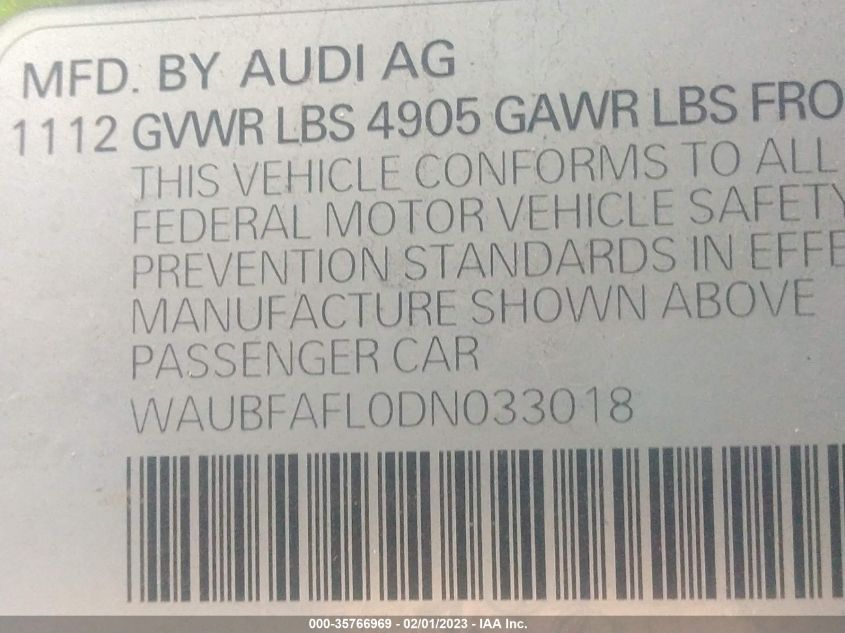 MFD. BY AUDI AG
1112 GVWR LBS 4905 GAWR LBS FRO
THIS VEHICLE CONFORMS TO ALL
FEDERAL MOTOR VEHICLE SAFETY
PREVENTION STANDARDS IN EFFE
MANUFACTURE SHOWN ABOVE
PASSENGER CAR
WAUBFAFL0DN033018
000-35766969 - 02/01/2023 - IAA Inc.